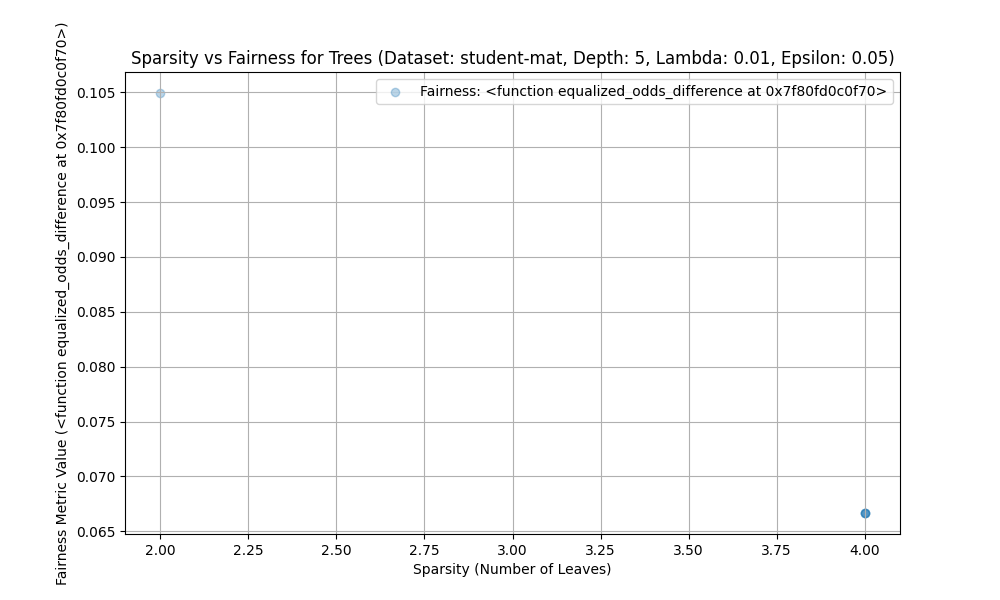 Sparsity vs Fairness for Trees (Dataset: student-mat, Depth: 5, Lambda: 0.01, Epsilon: 0.05)
Fairness: <function equalized_odds_difference at 0x7f80fd0c0f70>
Fairness Metric Value (<function equalized_odds_difference at 0x7f80fd0c0f70>)
0.105
0.100
0.095
0.090
0.085
0.080
0.075
0.070
0.065
2.00 2.25 2.50 2.75 3.00 3.25 3.50 3.75 4.00
Sparsity (Number of Leaves)